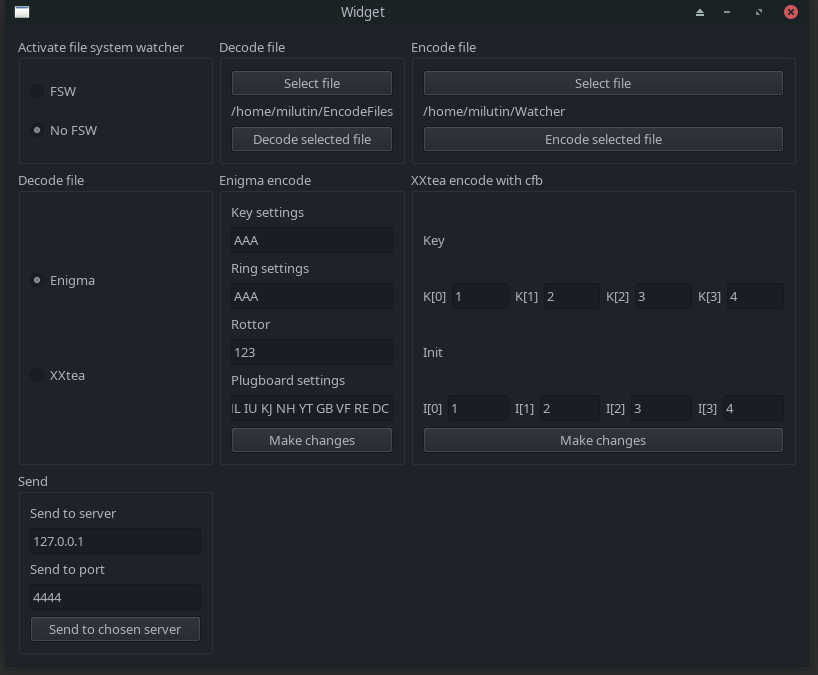 Widget
Activate file system watcher
FSW
No FSW
Decode file
Select file
/home/milutin/EncodeFiles
Decode selected file
Encode file
Select file
/home/milutin/Watcher
Encode selected file
Decode file
Enigma
XXtea
Enigma encode
Key settings
AAA
Ring settings
AAA
Rottor
123
Plugboard settings
IU KJ NH YT GB VF RE DC
Make changes
XXtea encode with cfb
Key
K[0] 1 K[1] 2 K[2] 3 K[3] 4
Init
I[0] 1 I[1] 2 I[2] 3 I[3] 4
Make changes
Send
Send to server
127.0.0.1
Send to port
4444
Send to chosen server